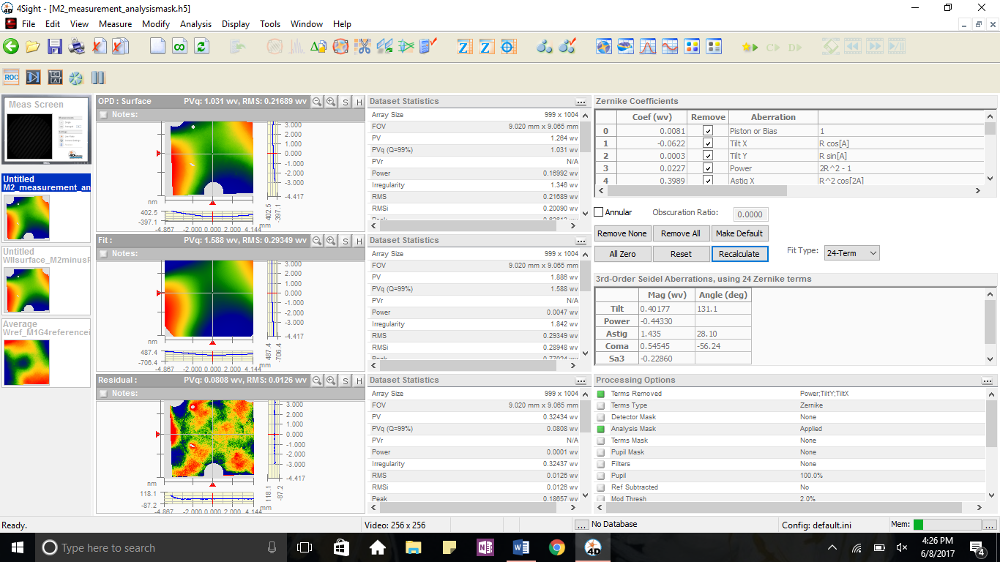 4Sight - [M2_measurement_analysismask.h5]
File Edit View Measure Modify Analysis Display Tools Window Help
ROC
Meas Screen
Untitled
M2_measurement_an
Untitled
Average
OPD : Surface PVq: 1.031 wv, RMS: 0.21689 wv S H
Notes:
3.000
2.000
1.000
0.000
-1.000
-2.000
-3.000
-4.417
nm
402.5
-397.1
-4.867 -2.000 0.000 2.000 4.144
mm
402.5
-397.1
Fit : PVq: 1.588 wv, RMS: 0.29349 wv S H
Notes:
3.000
2.000
1.000
0.000
-1.000
-2.000
-3.000
-4.417
nm
487.4
-706.4
-4.867 -2.000 0.000 2.000 4.144
mm
487.4
-706.4
Residual : PVq: 0.0808 wv, RMS: 0.0126 wv S H
Notes:
3.000
2.000
1.000
0.000
-1.000
-2.000
-3.000
-4.417
nm
118.1
-87.2
-4.867 -2.000 0.000 2.000 4.144
mm
118.1
-87.2
Dataset Statistics ...
Array Size 999 x 1004
FOV 9.020 mm x 9.065 mm
PV 1.264 wv
PVq (Q=99%) 1.031 wv
PVr N/A
Power 0.16992 wv
Irregularity 1.346 wv
RMS 0.21689 wv
RMSi 0.20090 wv
Dataset Statistics ...
Array Size 999 x 1004
FOV 9.020 mm x 9.065 mm
PV 1.886 wv
PVq (Q=99%) 1.588 wv
PVr N/A
Power 0.0047 wv
Irregularity 1.842 wv
RMS 0.29349 wv
RMSi 0.28948 wv
Peak 0.77024 wv
Dataset Statistics ...
Array Size 999 x 1004
FOV 9.020 mm x 9.065 mm
PV 0.32434 wv
PVq (Q=99%) 0.0808 wv
PVr N/A
Power 0.0001 wv
Irregularity 0.32437 wv
RMS 0.0126 wv
RMSi 0.0126 wv
Peak 0.18657 wv
Zernike Coefficients
Coef (wv) Remove Aberration
0 0.0081 Piston or Bias 1
1 -0.0622 Tilt X R cos[A]
2 0.0003 Tilt Y R sin[A]
3 0.0227 Power 2R^2 - 1
4 0.3989 Astig X R^2 cos[2A]
Annular Obscuration Ratio: 0.0000
Remove None Remove All Make Default
All Zero Reset Recalculate Fit Type: 24-Term
3rd-Order Seidel Aberrations, using 24 Zernike terms
Mag (wv) Angle (deg)
Tilt 0.40177 131.1
Power -0.44330
Astig 1.435 28.10
Coma 0.54545 -56.24
Sa3 -0.22860
Processing Options ...
Terms Removed Power;TiltY;TiltX
Terms Type Zernike
Detector Mask None
Analysis Mask Applied
Terms Mask None
Pupil Mask None
Filters None
Pupil 100.0%
Ref Subtracted No
Mod Thresh 2.0%
Ready. Video: 256 x 256 ... No Database Config: default.ini Mem: ...
Type here to search
4:26 PM
6/8/2017
4